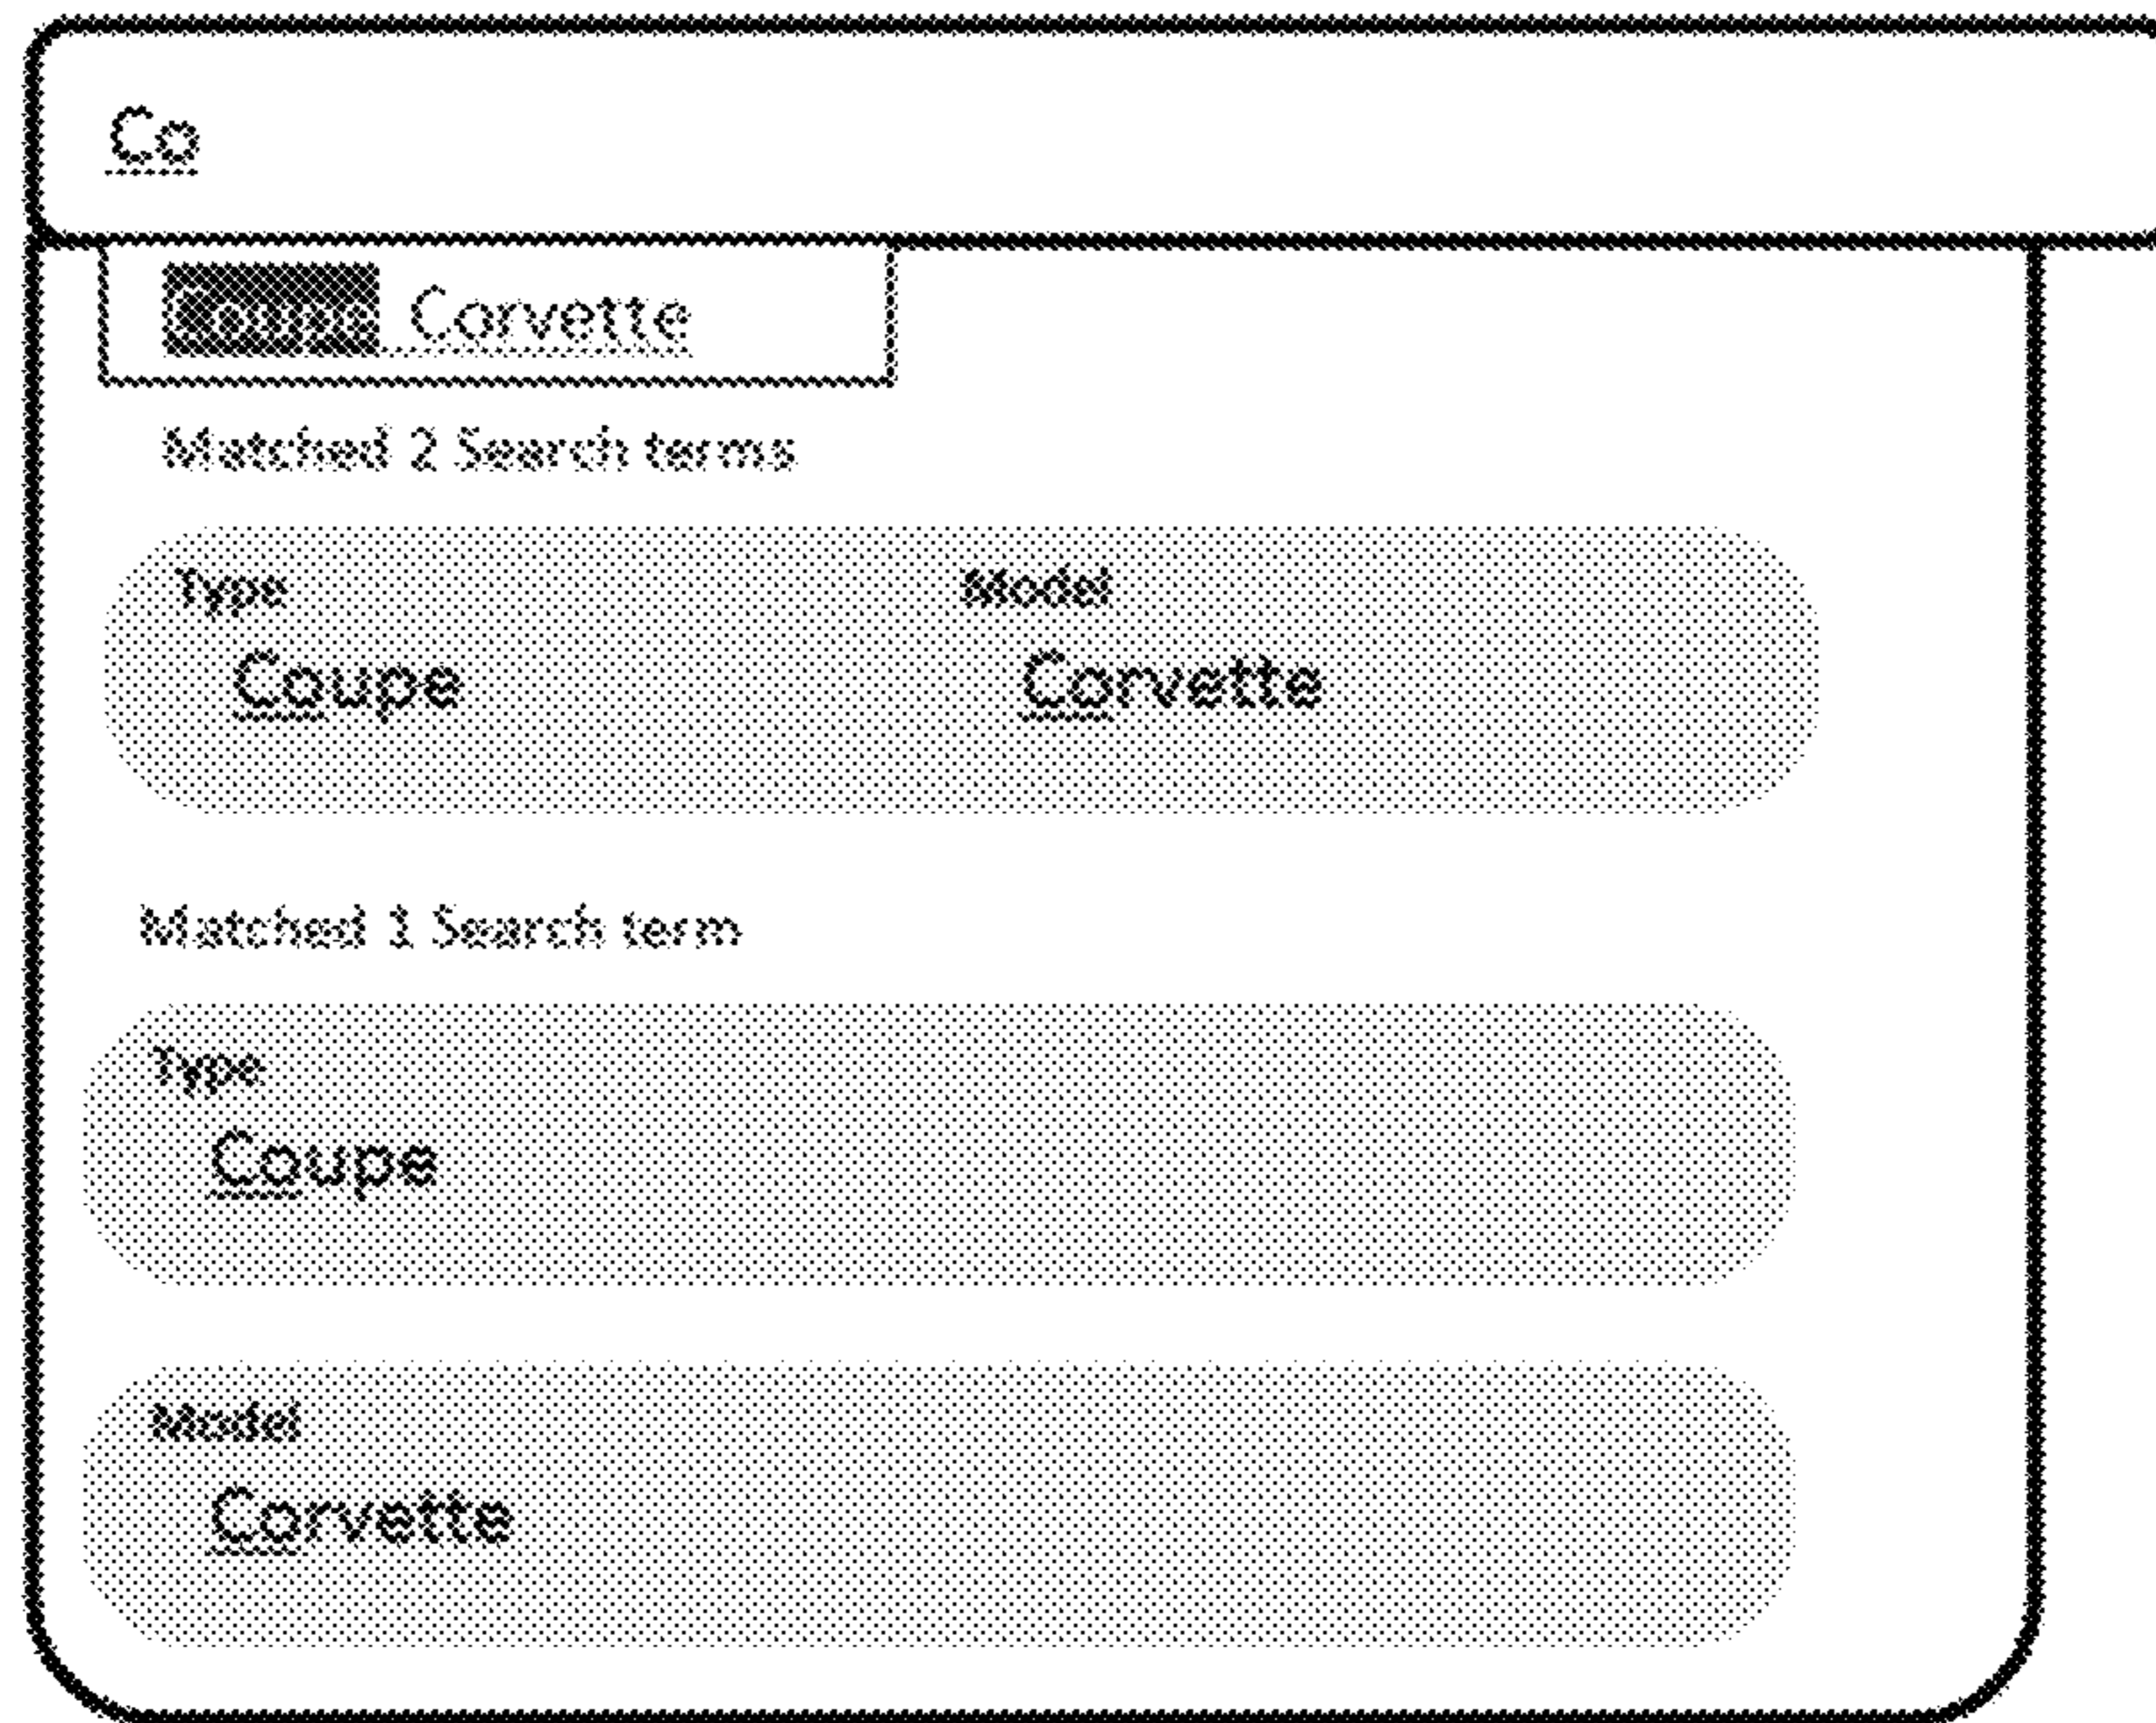 Co
Coupe Corvette
Matched 2 Search terms
Type Model
Coupe Corvette
Matched 1 Search term
Type
Coupe
Model
Corvette